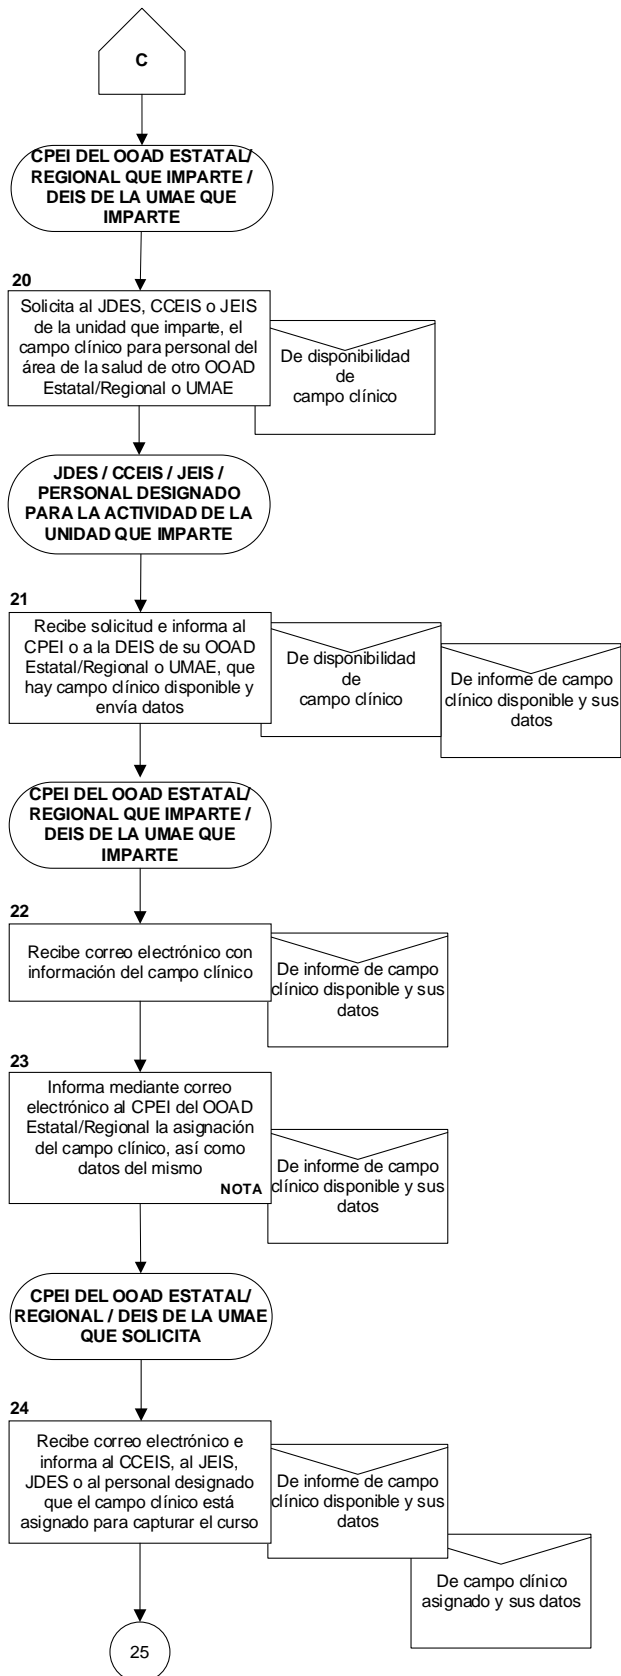 C
CPEI DEL OOAD ESTATAL/
REGIONAL QUE IMPARTE /
DEIS DE LA UMAE QUE
IMPARTE
20
Solicita al JDES, CCEIS o JEIS
de la unidad que imparte, el
campo clínico para personal del
área de la salud de otro OOAD
Estatal/Regional o UMAE
De disponibilidad
de
campo clínico
JDES / CCEIS / JEIS /
PERSONAL DESIGNADO
PARA LA ACTIVIDAD DE LA
UNIDAD QUE IMPARTE
21
Recibe solicitud e informa al
CPEI o a la DEIS de su OOAD
Estatal/Regional o UMAE, que
hay campo clínico disponible y
envía datos
De disponibilidad
de
campo clínico
De informe de campo
clínico disponible y sus
datos
CPEI DEL OOAD ESTATAL/
REGIONAL QUE IMPARTE /
DEIS DE LA UMAE QUE
IMPARTE
22
Recibe correo electrónico con
información del campo clínico
De informe de campo
clínico disponible y sus
datos
23
Informa mediante correo
electrónico al CPEI del OOAD
Estatal/Regional la asignación
del campo clínico, así como
datos del mismo
NOTA
De informe de campo
clínico disponible y sus
datos
CPEI DEL OOAD ESTATAL/
REGIONAL / DEIS DE LA UMAE
QUE SOLICITA
24
Recibe correo electrónico e
informa al CCEIS, al JEIS,
JDES o al personal designado
que el campo clínico está
asignado para capturar el curso
De informe de campo
clínico disponible y sus
datos
De campo clínico
asignado y sus datos
25